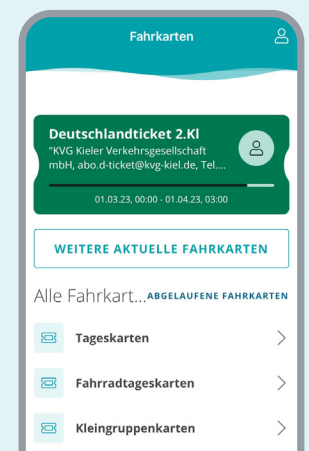 Fahrkarten
Deutschlandticket 2.Kl
"KVG Kieler Verkehrsgesellschaft
mbH, abo.d-ticket@kvg-kiel.de, Tel....
01.03.23, 00:00 - 01.04.23, 03:00
WEITERE AKTUELLE FAHRKARTEN
Alle Fahrkart... ABGELAUFENE FAHRKARTEN
Tageskarten
Fahrradtageskarten
Kleingruppenkarten